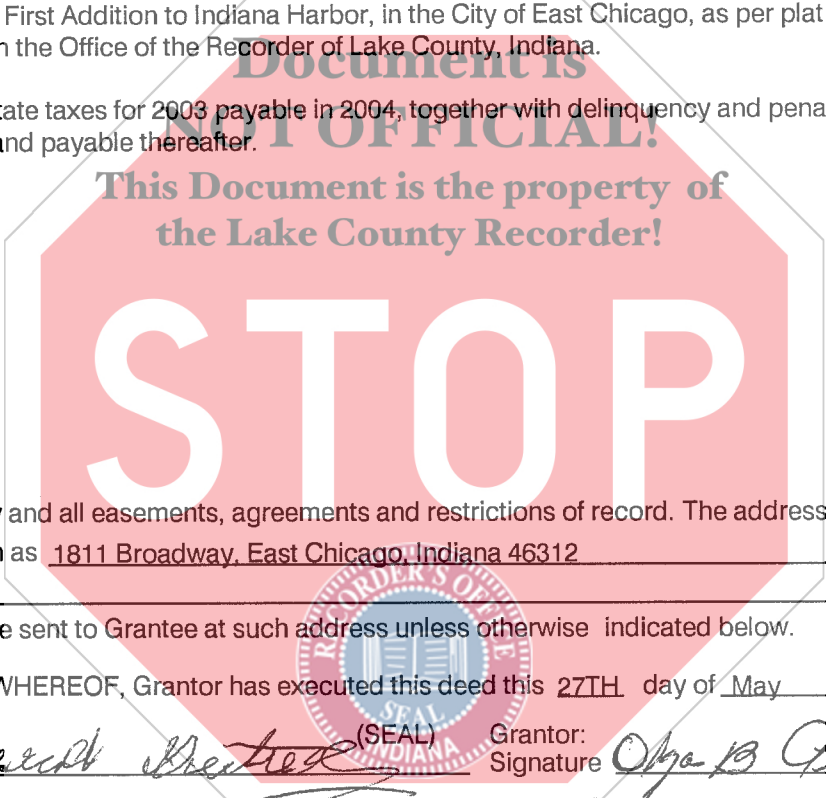 First Addition to Indiana Harbor, in the City of East Chicago, as per plat
the Office of the Recorder of Lake County, Indiana.
Document is
tate taxes for 2003 payable in 2004, together with delinquency and pena
NOT OFFICIAL!
and payable thereafter.
This Document is the property of
the Lake County Recorder!
STOP
and all easements, agreements and restrictions of record. The address
as 1811 Broadway, East Chicago, Indiana 46312
RECORDER'S OFFICE
e sent to Grantee at such address unless otherwise indicated below.
WHEREOF, Grantor has executed this deed this 27TH day of May
SEAL
INDIANA
(SEAL) Grantor:
Signature Olga B